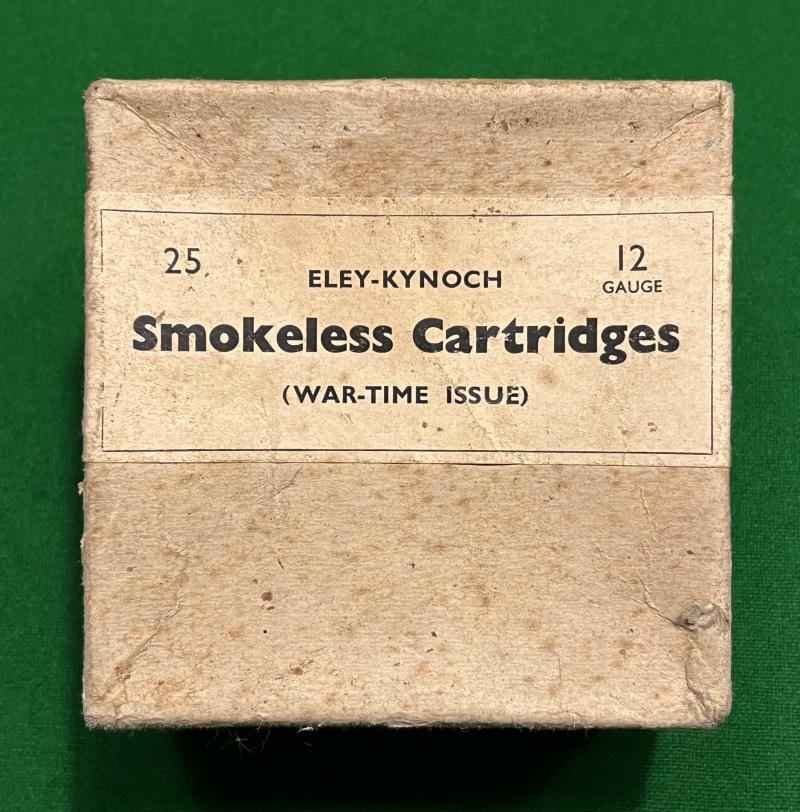 25
12
GAUGE
ELEY-KYNOCH
Smokeless Cartridges
(WAR-TIME ISSUE)